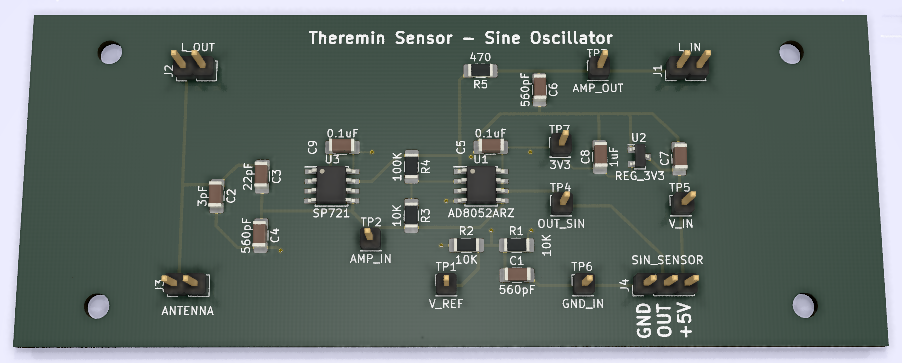 Theremin Sensor – Sine Oscillator
L_OUT
J2
470
R5
TP3
AMP_OUT
L_IN
J1
560pF
C6
C9
0.1uF
U3
SP721
C5
0.1uF
U1
AD8052ARZ
TP7
3V3
C8
1uF
U2
REG_3V3
C7
100K
R4
22pF
C3
3pF
C2
10K
R3
TP4
OUT_SIN
TP5
V_IN
560pF
C4
TP2
AMP_IN
R2
10K
R1
10K
C1
560pF
TP1
V_REF
TP6
GND_IN
SiN_SENSOR
J4
GND
OUT
+5V
J3
ANTENNA